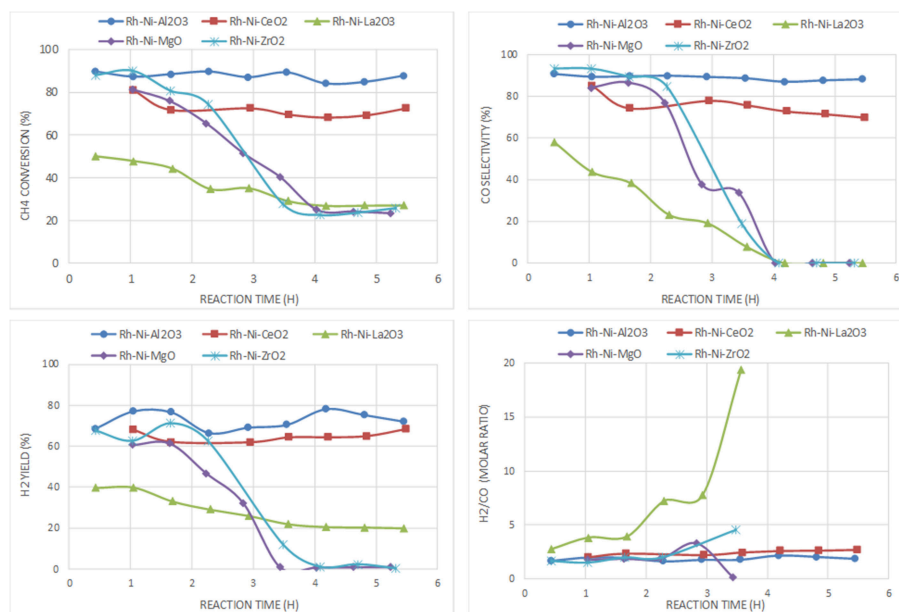 Rh-Ni-Al2O3 Rh-Ni-CeO2 Rh-Ni-La2O3
Rh-Ni-MgO Rh-Ni-ZrO2
100
80
60
40
20
0
CH4 CONVERSION (%)
0 1 2 3 4 5 6
REACTION TIME (H)
Rh-Ni-Al2O3 Rh-Ni-CeO2 Rh-Ni-La2O3
Rh-Ni-MgO Rh-Ni-ZrO2
100
80
60
40
20
0
CO SELECTIVITY (%)
0 1 2 3 4 5 6
REACTION TIME (H)
Rh-Ni-Al2O3 Rh-Ni-CeO2 Rh-Ni-La2O3
Rh-Ni-MgO Rh-Ni-ZrO2
100
80
60
40
20
0
H2 YIELD (%)
0 1 2 3 4 5 6
REACTION TIME (H)
Rh-Ni-Al2O3 Rh-Ni-CeO2 Rh-Ni-La2O3
Rh-Ni-MgO Rh-Ni-ZrO2
20
15
10
5
0
H2/CO (MOLAR RATIO)
0 1 2 3 4 5 6
REACTION TIME (H)